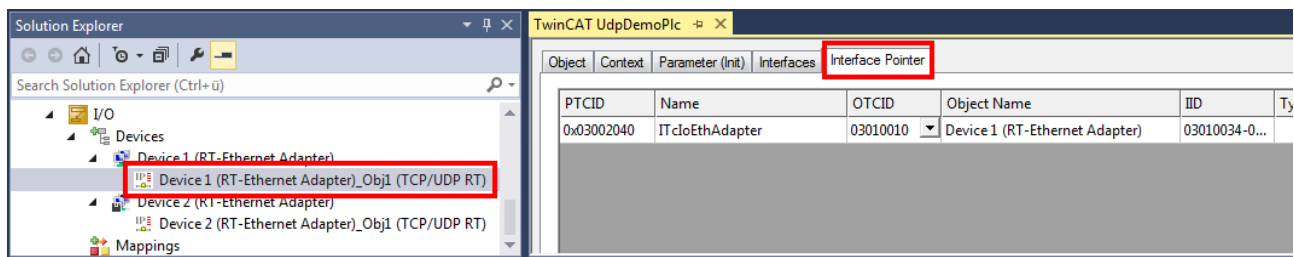 Solution Explorer
Search Solution Explorer (Ctrl+ü)
I/O
Devices
Device 1 (RT-Ethernet Adapter)
IP Device 1 (RT-Ethernet Adapter)_Obj1 (TCP/UDP RT)
Device 2 (RT-Ethernet Adapter)
IP Device 2 (RT-Ethernet Adapter)_Obj1 (TCP/UDP RT)
Mappings
TwinCAT UdpDemoPlc
Object Context Parameter (Init) Interfaces Interface Pointer
PTCID Name OTCID Object Name IID Ty
0x03002040 ITcIoEthAdapter 03010010 Device 1 (RT-Ethernet Adapter) 03010034-0...